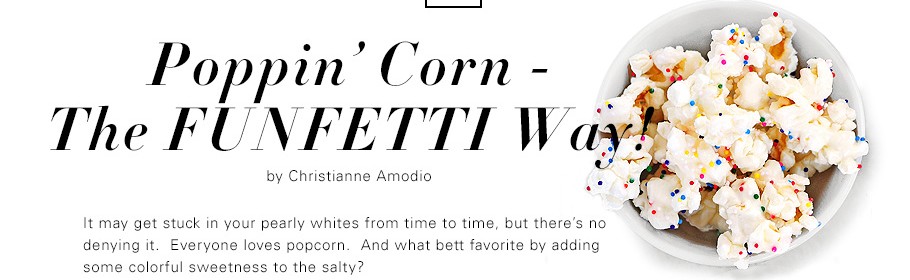 Poppin’ Corn -
The FUNFETTI Way!
by Christianne Amodio
It may get stuck in your pearly whites from time to time, but there’s no
denying it.  Everyone loves popcorn.  And what bett favorite by adding
some colorful sweetness to the salty?